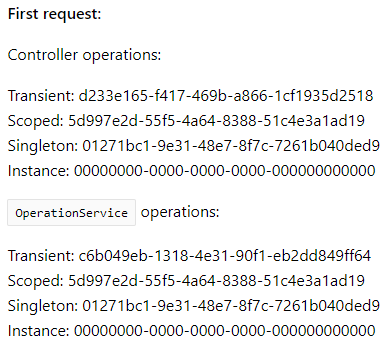 First request:
Controller operations:
Transient: d233e165-f417-469b-a866-1cf1935d2518
Scoped: 5d997e2d-55f5-4a64-8388-51c4e3a1ad19
Singleton: 01271bc1-9e31-48e7-8f7c-7261b040ded9
Instance: 00000000-0000-0000-0000-000000000000
OperationService operations:
Transient: c6b049eb-1318-4e31-90f1-eb2dd849ff64
Scoped: 5d997e2d-55f5-4a64-8388-51c4e3a1ad19
Singleton: 01271bc1-9e31-48e7-8f7c-7261b040ded9
Instance: 00000000-0000-0000-0000-000000000000